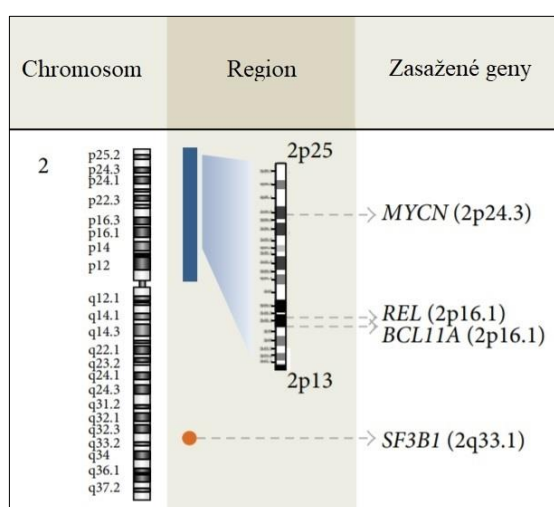 Chromosom
Region
Zasažené geny
2
p25.2
p24.3
p24.1
p22.3
p16.3
p16.1
p14
p12
q12.1
q14.1
q14.3
q22.1
q23.2
q24.1
q24.3
q31.2
q32.1
q32.3
q33.2
q34
q36.1
q37.2
2p25
2p13
MYCN (2p24.3)
REL (2p16.1)
BCL11A (2p16.1)
SF3B1 (2q33.1)